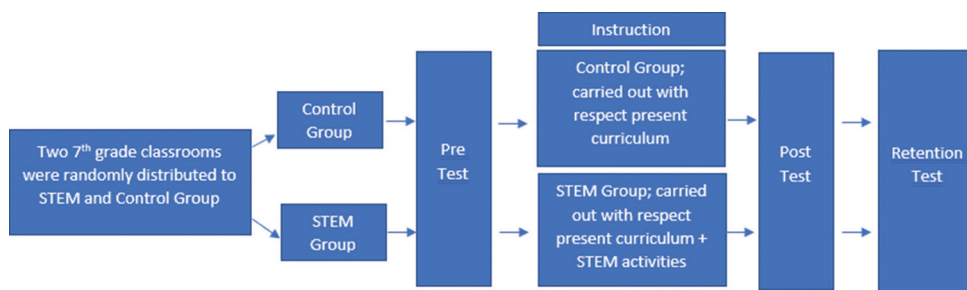 Two 7th grade classrooms
were randomly distributed to
STEM and Control Group
Control
Group
STEM
Group
Pre
Test
Instruction
Control Group;
carried out with
respect present
curriculum
STEM Group; carried
out with respect
present curriculum +
STEM activities
Post
Test
Retention
Test